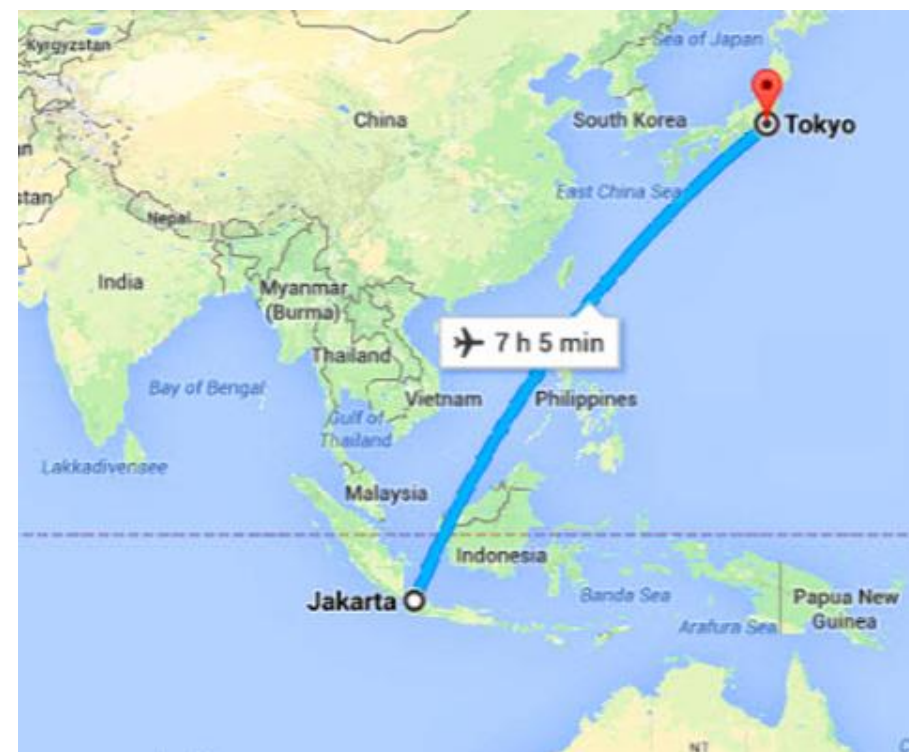 Kyrgyzstan
Sea of Japan
China
South Korea
Tokyo
stan
East China Sea
Nepal
India
Myanmar
(Burma)
7 h 5 min
Thailand
Bay of Bengal
Vietnam
Philippines
Gulf of
Thailand
Lakkadivensee
Malaysia
Indonesia
Jakarta
Banda Sea
Papua New
Guinea
Arafura Sea
NT